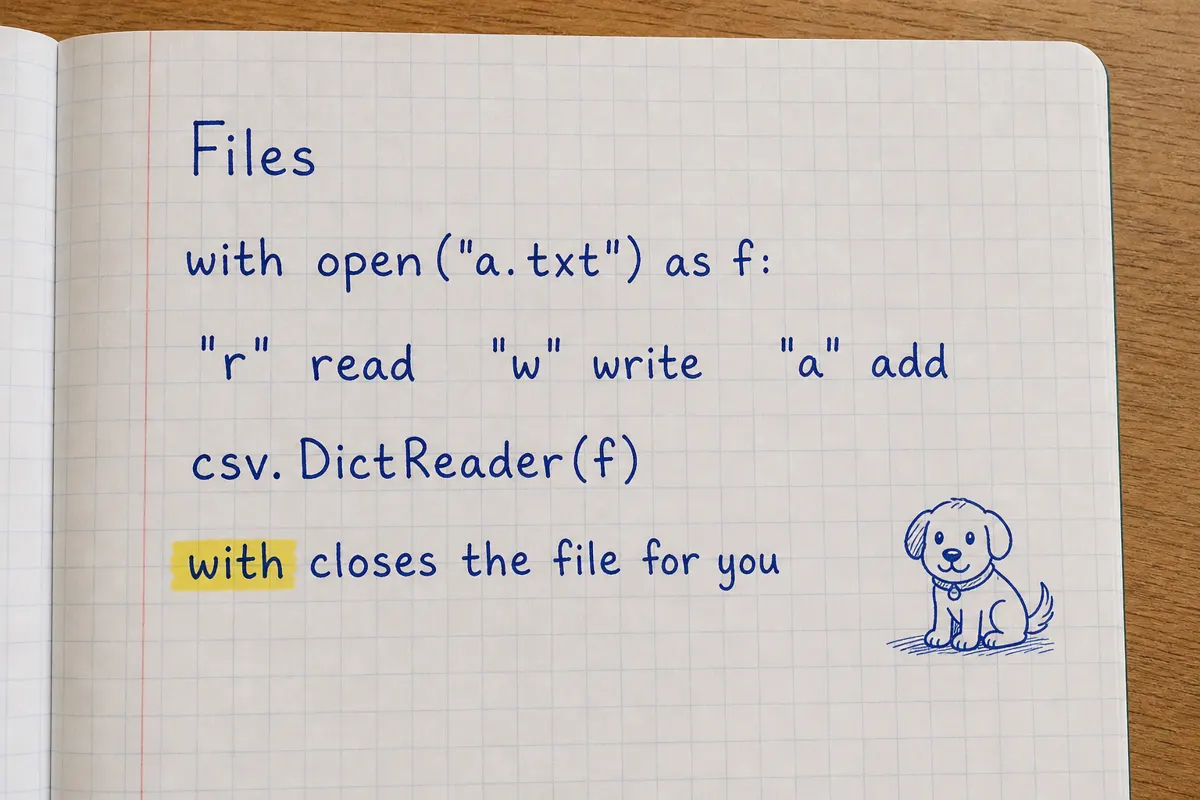 Files
with open("a.txt") as f:
"r" read "w" write "a" add
csv.DictReader(f)
with closes the file for you